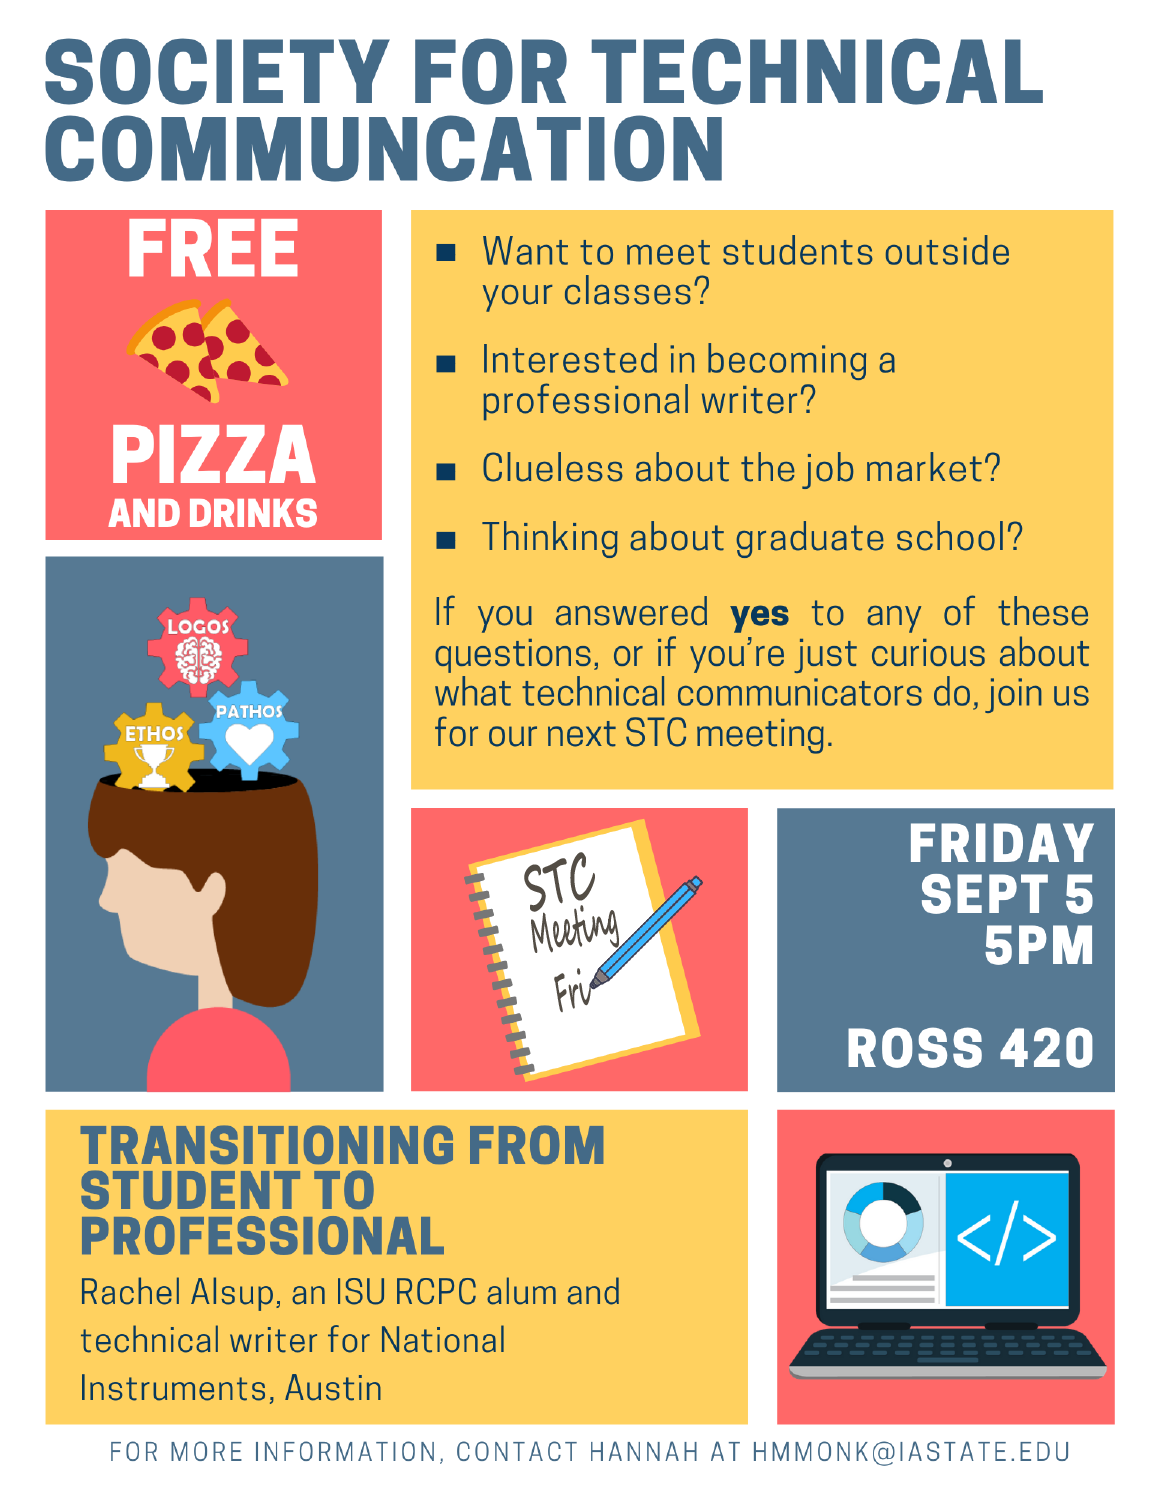 SOCIETY FOR TECHNICAL
COMMUNCATION
FREE
PIZZA
AND DRINKS
■ Want to meet students outside
your classes?
■ Interested in becoming a
professional writer?
■ Clueless about the job market?
■ Thinking about graduate school?
If you answered yes to any of these
questions, or if you're just curious about
what technical communicators do, join us
for our next STC meeting.
LOGOS
PATHOS
ETHOS
STC
Meeting
Fri
FRIDAY
SEPT 5
5PM
ROSS 420
TRANSITIONING FROM
STUDENT TO
PROFESSIONAL
Rachel Alsup, an ISU RCPC alum and
technical writer for National
Instruments, Austin
</>
FOR MORE INFORMATION, CONTACT HANNAH AT HMMONK@IASTATE.EDU